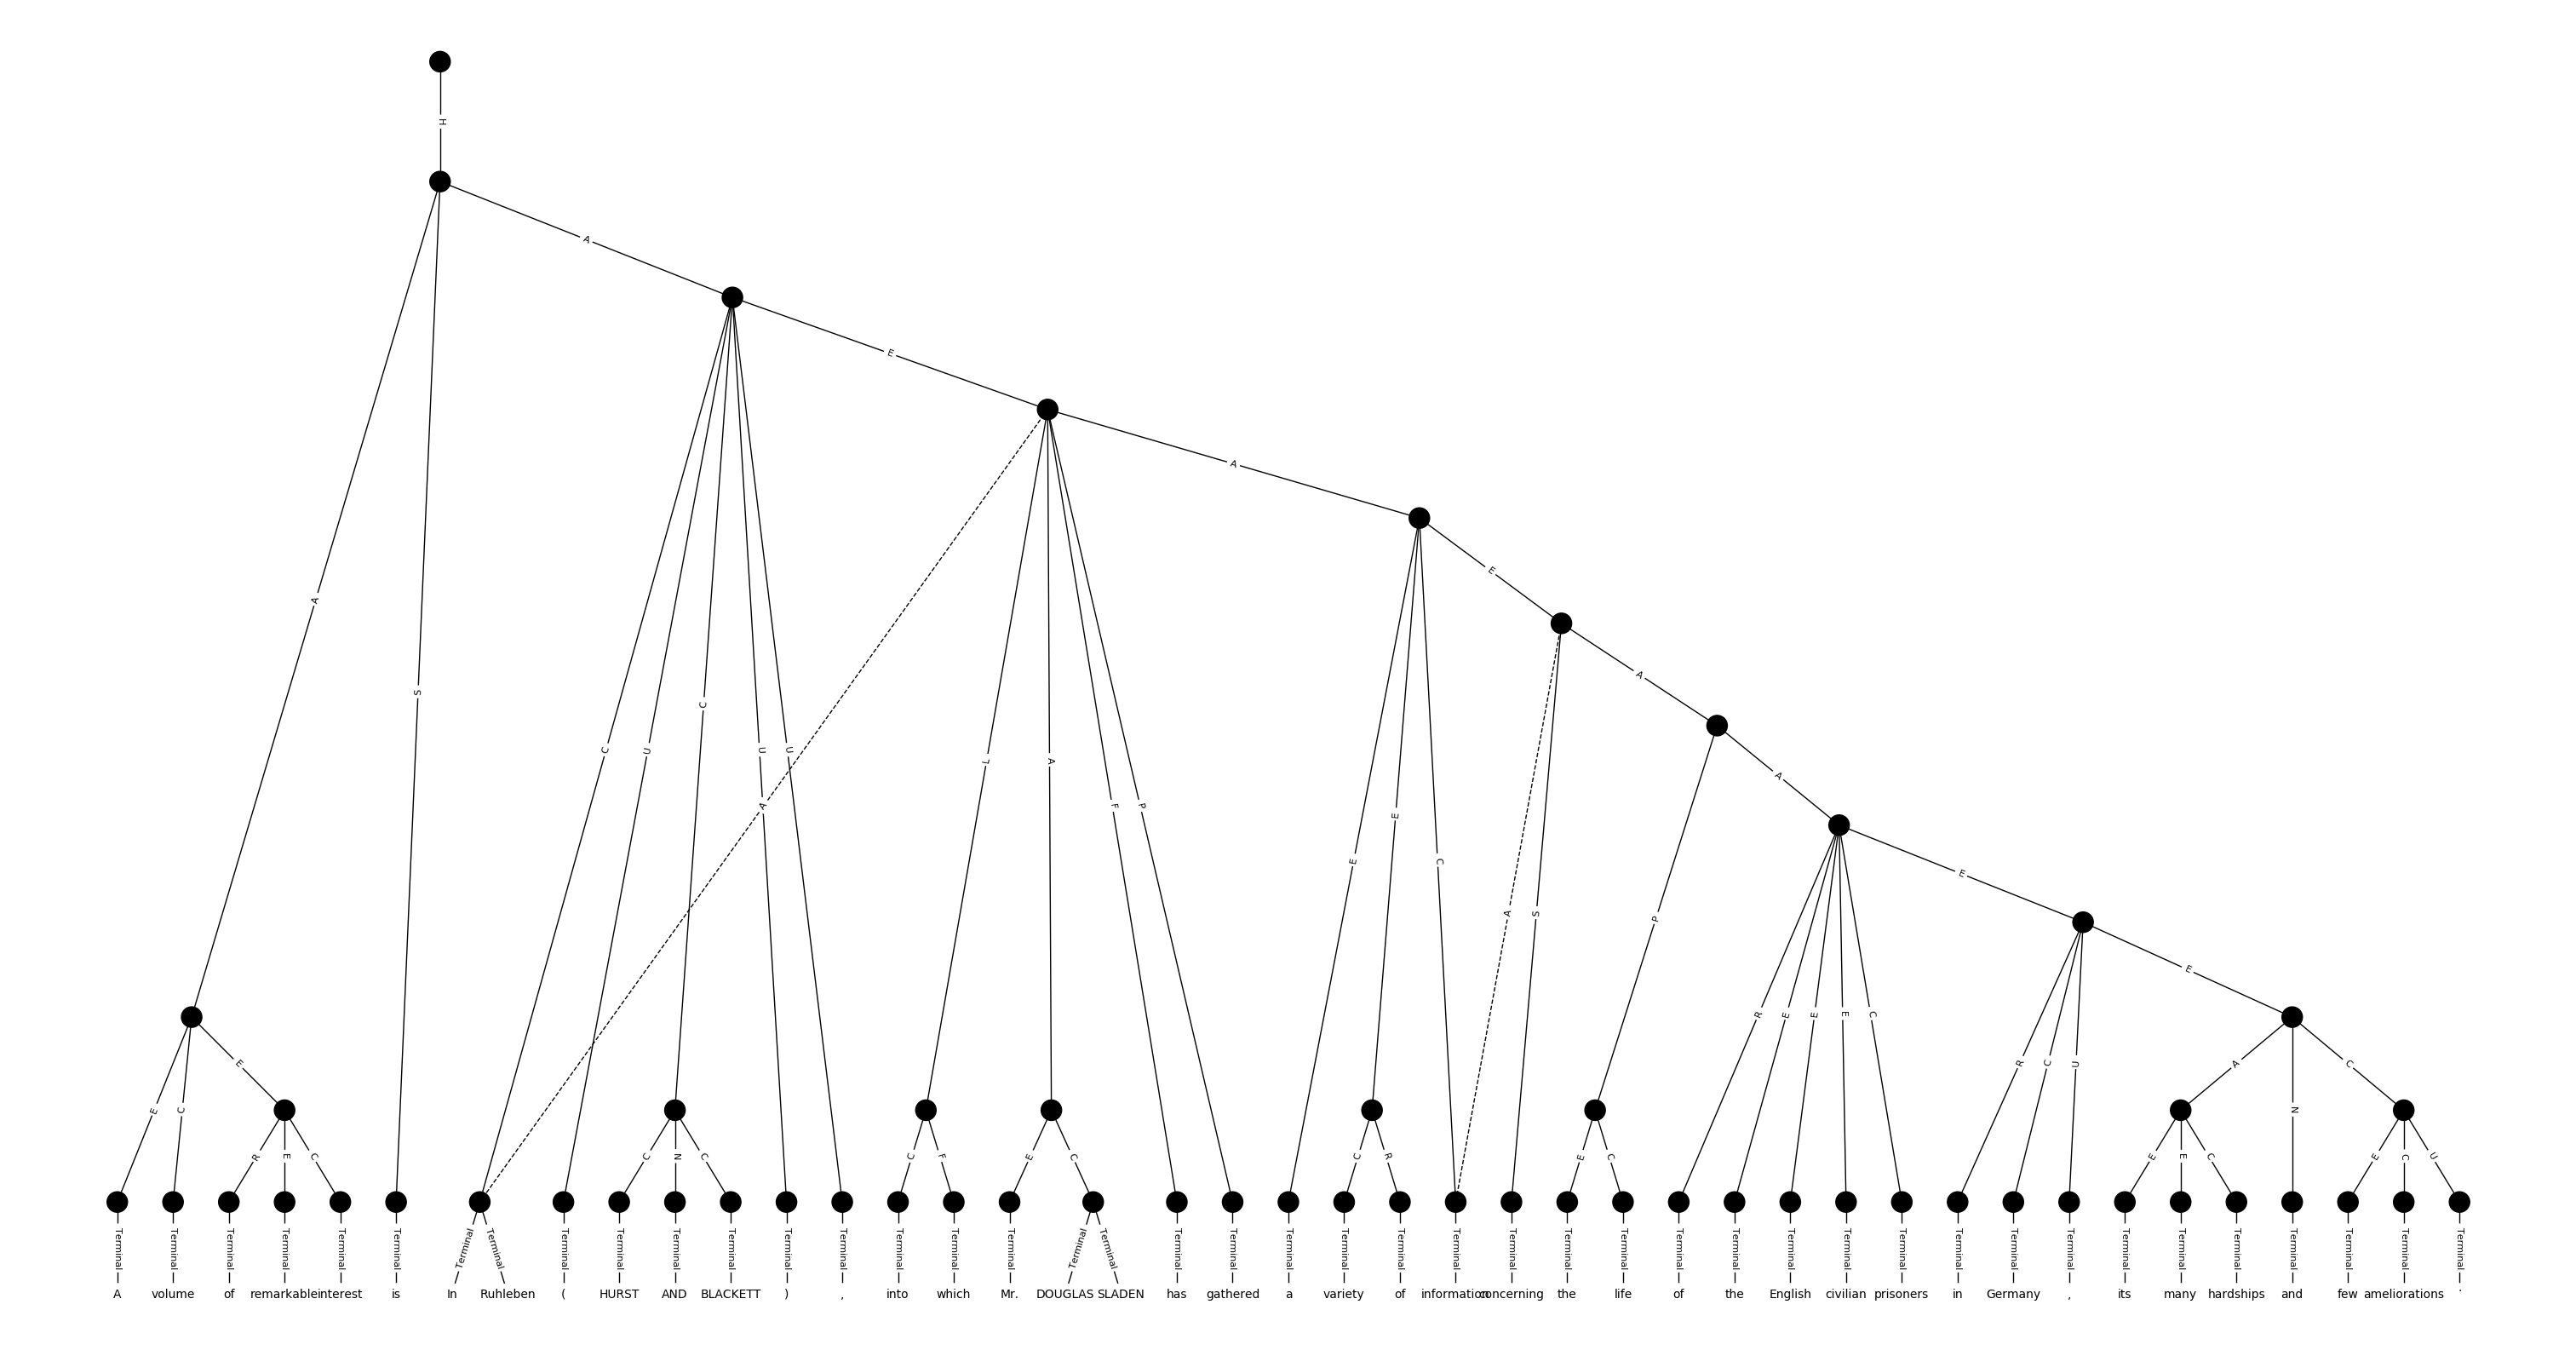 H
A
E
A
E
A
A
S
A
C
U
C
U
U
A
L
A
F
P
E
E
C
A
S
P
E
R
E
E
E
C
E
E
C
E
R
C
U
A
N
C
R
E
C
C
N
C
C
F
E
C
C
R
E
C
E
E
C
E
C
U
Terminal Terminal Terminal Terminal Terminal Terminal Terminal Terminal Terminal Terminal Terminal Terminal Terminal Terminal Terminal Terminal Terminal Terminal Terminal Terminal Terminal Terminal Terminal Terminal Terminal Terminal Terminal Terminal Terminal Terminal Terminal Terminal Terminal Terminal Terminal Terminal Terminal Terminal Terminal Terminal Terminal Terminal Terminal
A volume of remarkable interest is In Ruhleben ( HURST AND BLACKETT ) , into which Mr. DOUGLAS SLADEN has gathered a variety of information concerning the life of the English civilian prisoners in Germany , its many hardships and few ameliorations .